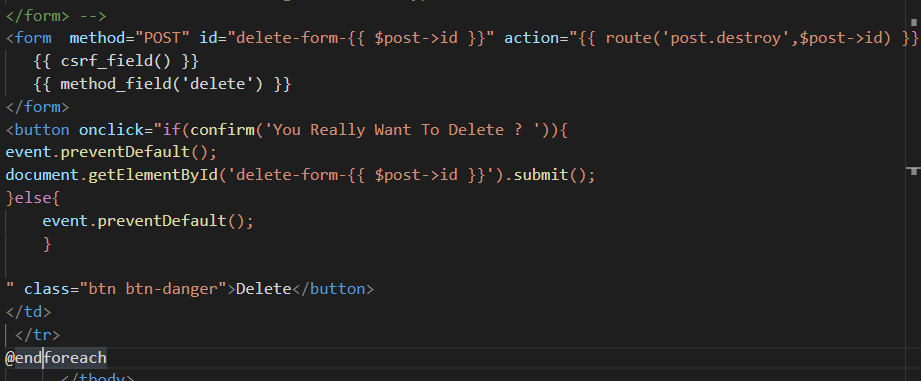 </form> -->
<form  method="POST" id="delete-form-{{ $post->id }}" action="{{ route('post.destroy',$post->id) }}
{{ csrf_field() }}
{{ method_field('delete') }}
</form>
<button onclick="if(confirm('You Really Want To Delete ? ')){
event.preventDefault();
document.getElementById('delete-form-{{ $post->id }}').submit();
}else{
event.preventDefault();
}
" class="btn btn-danger">Delete</button>
</td>
</tr>
@endforeach
</tbody>